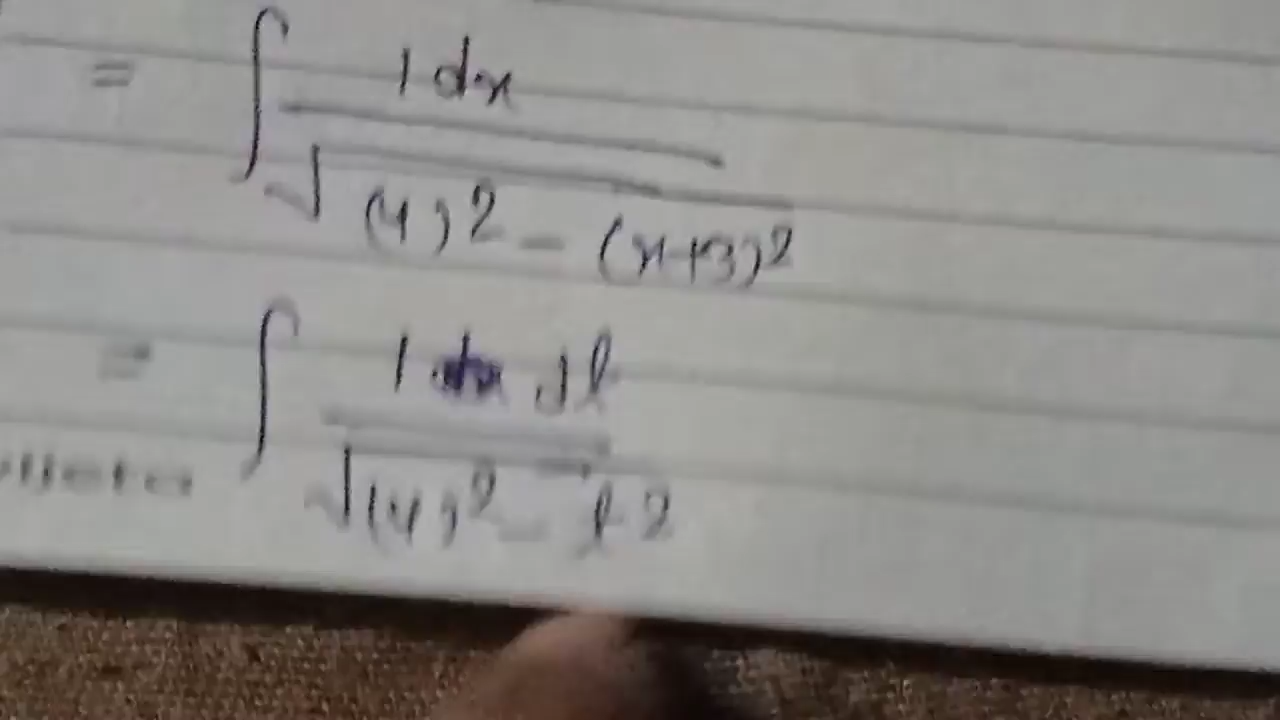 = ∫ 1 dx / √((4)² - (x+3)²)
= ∫ 1 dt / √((4)² - t²)